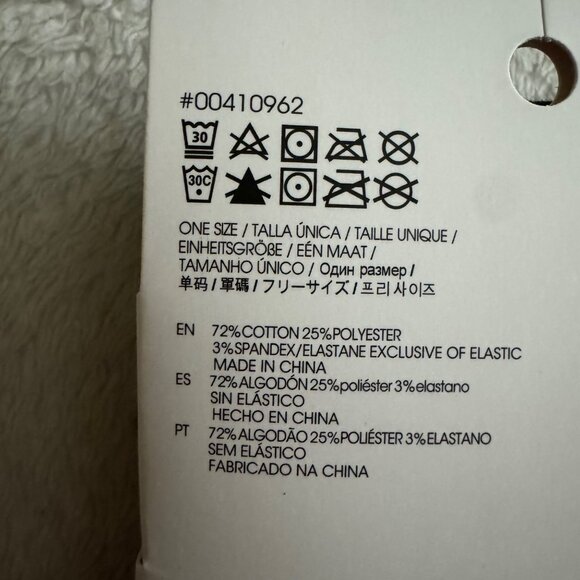 #00410962
30
30C
ONE SIZE / TALLA ÚNICA / TAILLE UNIQUE /
EINHEITSGRÖßE / EÉN MAAT /
TAMANHO ÚNICO / Один размер /
单码 / 單碼 / フリーサイズ / 프리 사이즈
EN 72%COTTON 25%POLYESTER
3%SPANDEX/ELASTANE EXCLUSIVE OF ELASTIC
MADE IN CHINA
ES 72%ALGODÓN 25%poliéster 3%elastano
SIN ELÁSTICO
HECHO EN CHINA
PT 72%ALGODÃO 25%POLIÉSTER 3%ELASTANO
SEM ELÁSTICO
FABRICADO NA CHINA